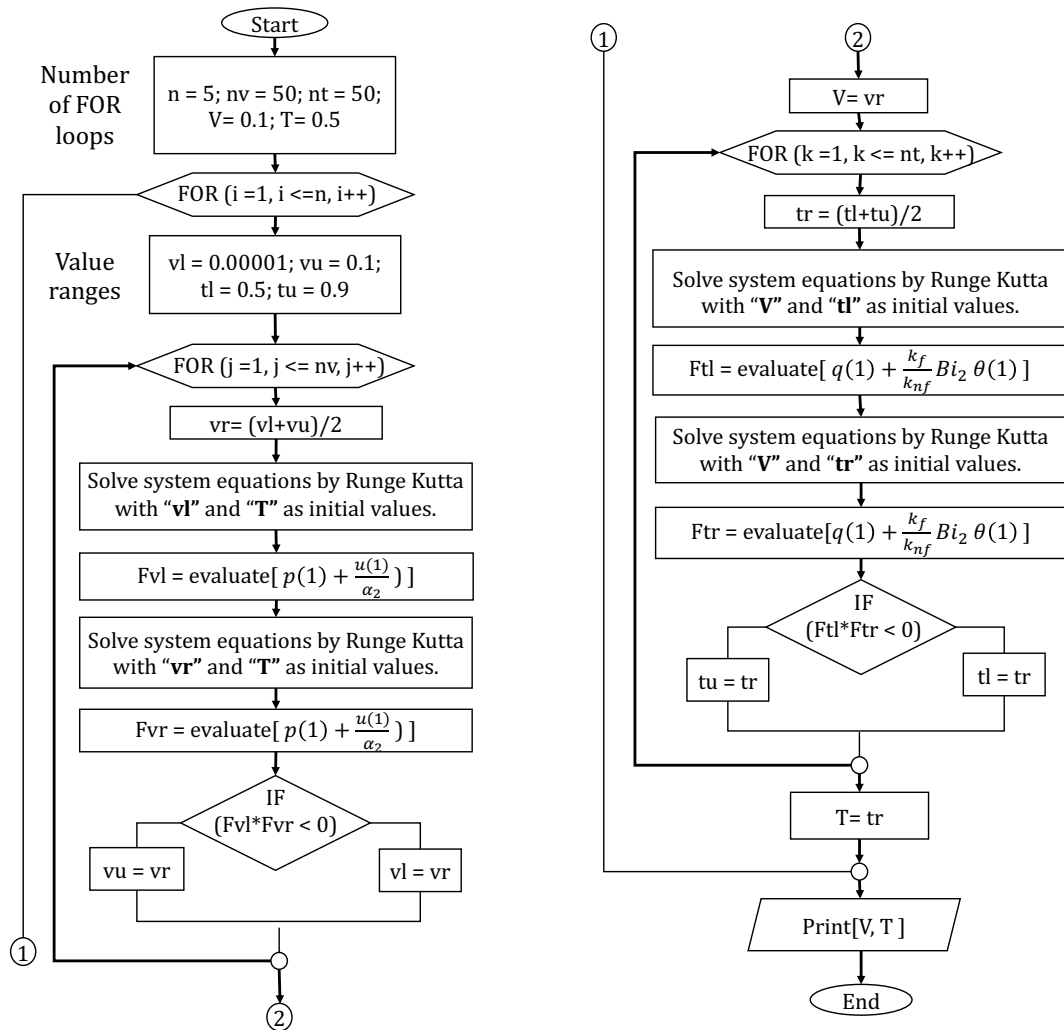 Start
Number
of FOR
loops
n = 5; nv = 50; nt = 50;
V= 0.1; T= 0.5
FOR (i =1, i <=n, i++)
Value
ranges
vl = 0.00001; vu = 0.1;
tl = 0.5; tu = 0.9
FOR (j =1, j <= nv, j++)
vr= (vl+vu)/2
Solve system equations by Runge Kutta
with “vl” and “T” as initial values.
Fvl = evaluate[ p(1) + u(1)/α₂ ) ]
Solve system equations by Runge Kutta
with “vr” and “T” as initial values.
Fvr = evaluate[ p(1) + u(1)/α₂ ) ]
IF
(Fvl*Fvr < 0)
vu = vr
vl = vr
1
2
1
2
V= vr
FOR (k =1, k <= nt, k++)
tr = (tl+tu)/2
Solve system equations by Runge Kutta
with “V” and “tl” as initial values.
Ftl = evaluate[ q(1) + k_f/k_nf Bi₂ θ(1) ]
Solve system equations by Runge Kutta
with “V” and “tr” as initial values.
Ftr = evaluate[q(1) + k_f/k_nf Bi₂ θ(1) ]
IF
(Ftl*Ftr < 0)
tu = tr
tl = tr
T= tr
Print[V, T ]
End